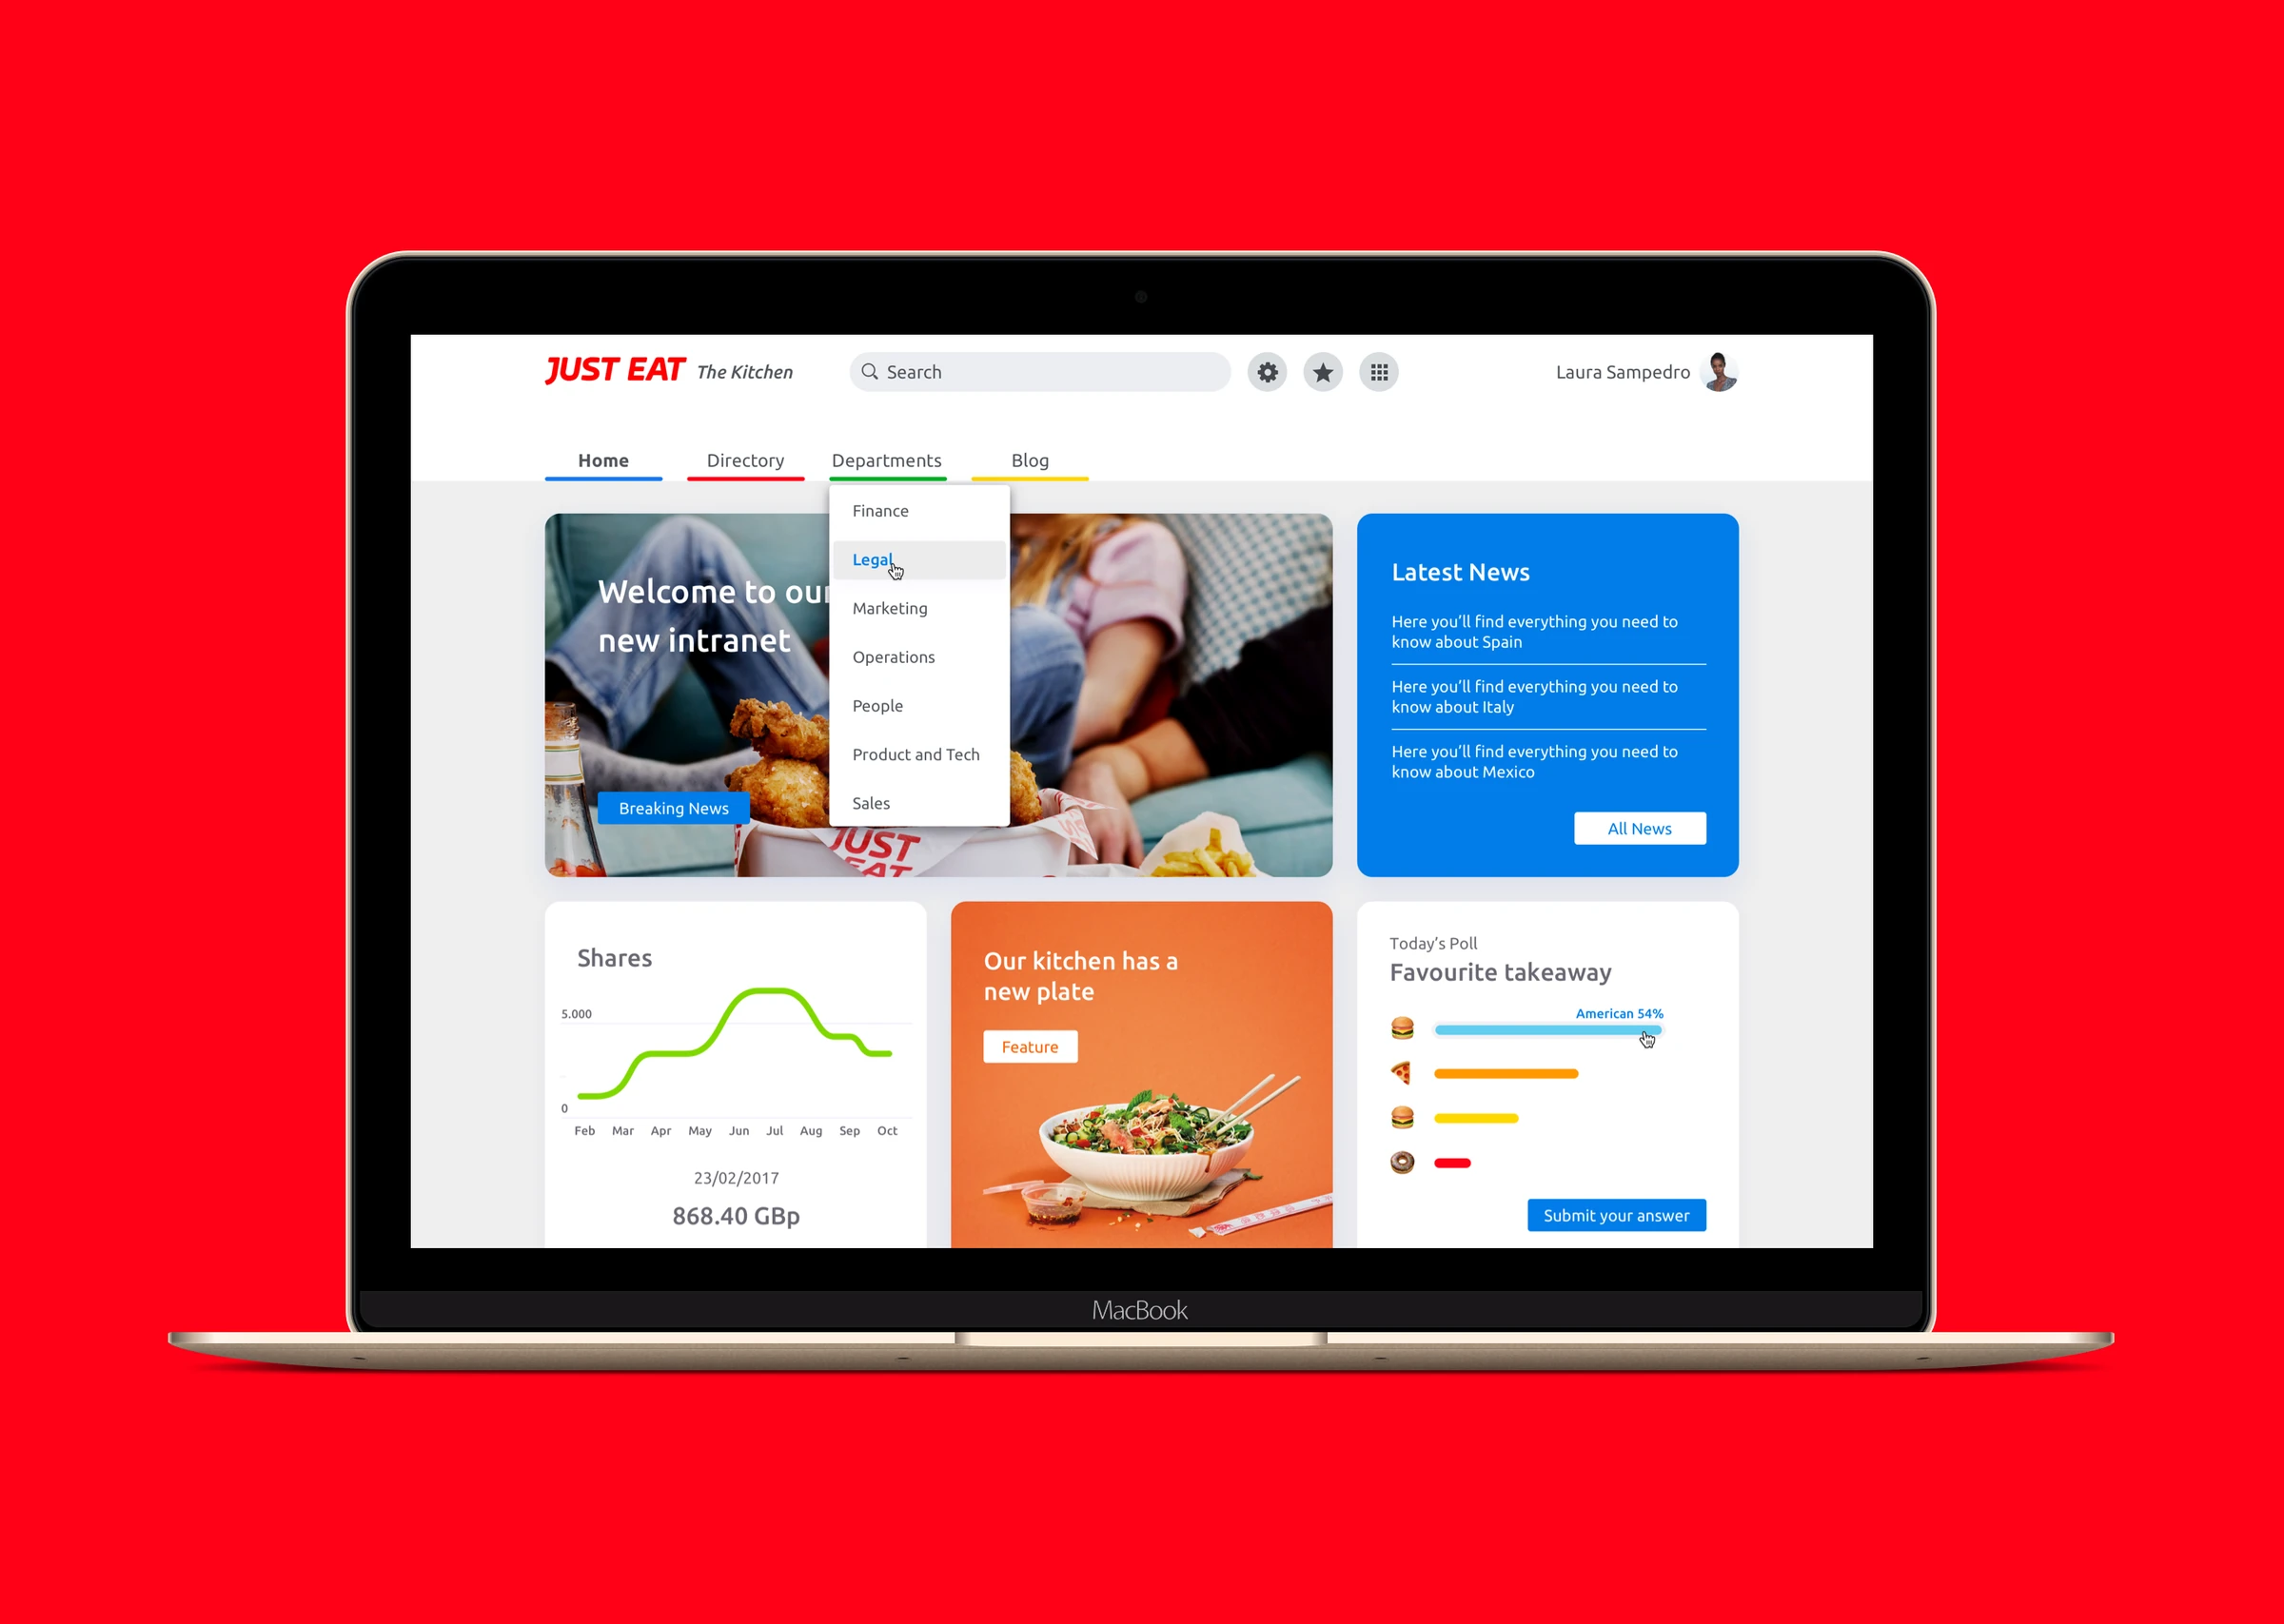 JUST EAT The Kitchen
Search
Laura Sampedro
Home
Directory
Departments
Blog
Finance
Legal
Marketing
Operations
People
Product and Tech
Sales
Welcome to our
new intranet
Breaking News
JUST
EAT
Latest News
Here you’ll find everything you need to
know about Spain
Here you’ll find everything you need to
know about Italy
Here you’ll find everything you need to
know about Mexico
All News
Shares
5.000
0
Feb Mar Apr May Jun Jul Aug Sep Oct
23/02/2017
868.40 GBp
Our kitchen has a
new plate
Feature
Today’s Poll
Favourite takeaway
American 54%
Submit your answer
MacBook